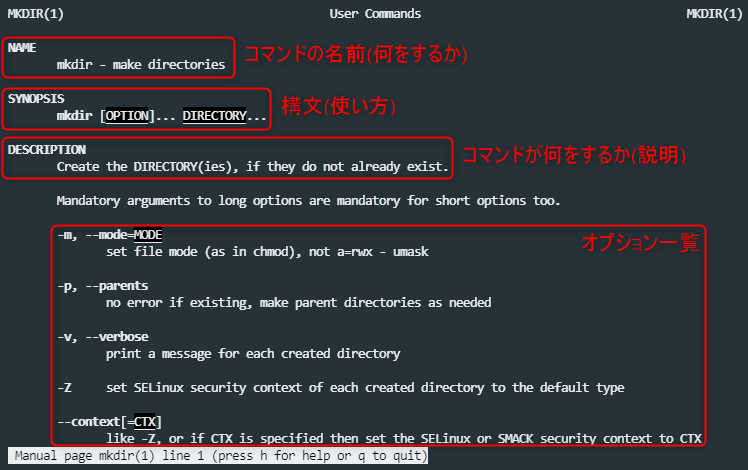 MKDIR(1) User Commands MKDIR(1)
NAME
mkdir - make directories
コマンドの名前(何をするか)
SYNOPSIS
mkdir [OPTION]... DIRECTORY...
構文(使い方)
DESCRIPTION
Create the DIRECTORY(ies), if they do not already exist.
コマンドが何をするか(説明)
Mandatory arguments to long options are mandatory for short options too.
オプション一覧
-m, --mode=MODE
set file mode (as in chmod), not a=rwx - umask
-p, --parents
no error if existing, make parent directories as needed
-v, --verbose
print a message for each created directory
-Z set SELinux security context of each created directory to the default type
--context[=CTX]
like -Z, or if CTX is specified then set the SELinux or SMACK security context to CTX
Manual page mkdir(1) line 1 (press h for help or q to quit)